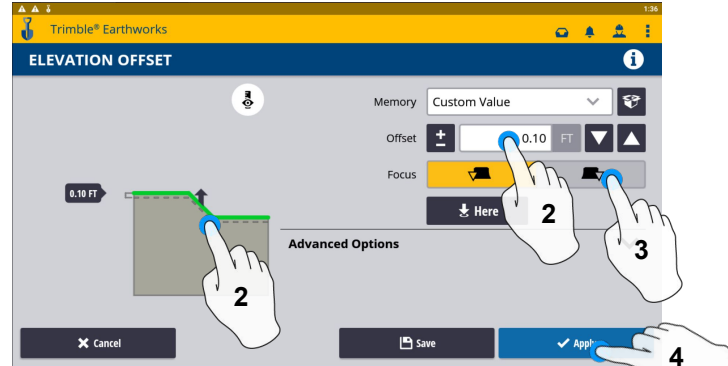 1:36
Trimble® Earthworks
ELEVATION OFFSET
Memory Custom Value
Offset 0.10 FT
Focus
0.10 FT
Here
2
3
Advanced Options
2
Cancel
Save
Apply
4